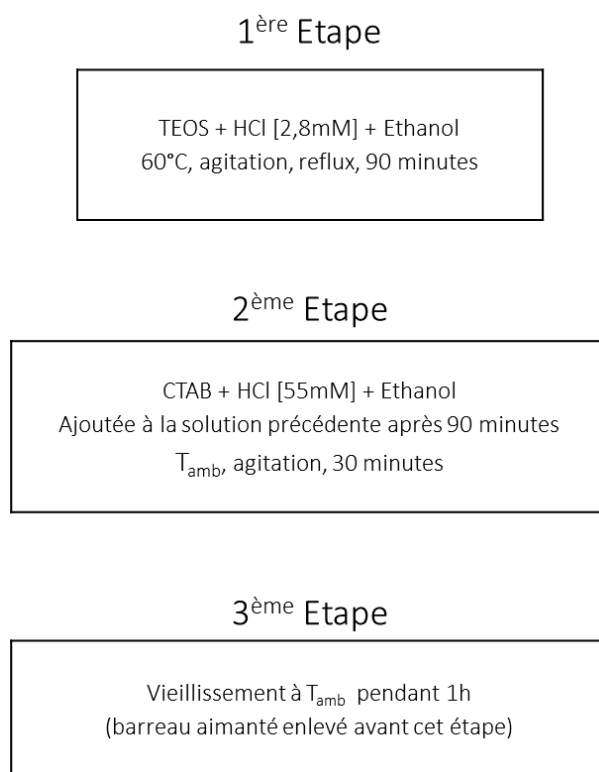 1ère Etape
TEOS + HCl [2,8mM] + Ethanol
60°C, agitation, reflux, 90 minutes
2ème Etape
CTAB + HCl [55mM] + Ethanol
Ajoutée à la solution précédente après 90 minutes
Tamb, agitation, 30 minutes
3ème Etape
Vieillissement à Tamb pendant 1h
(barreau aimanté enlevé avant cet étape)